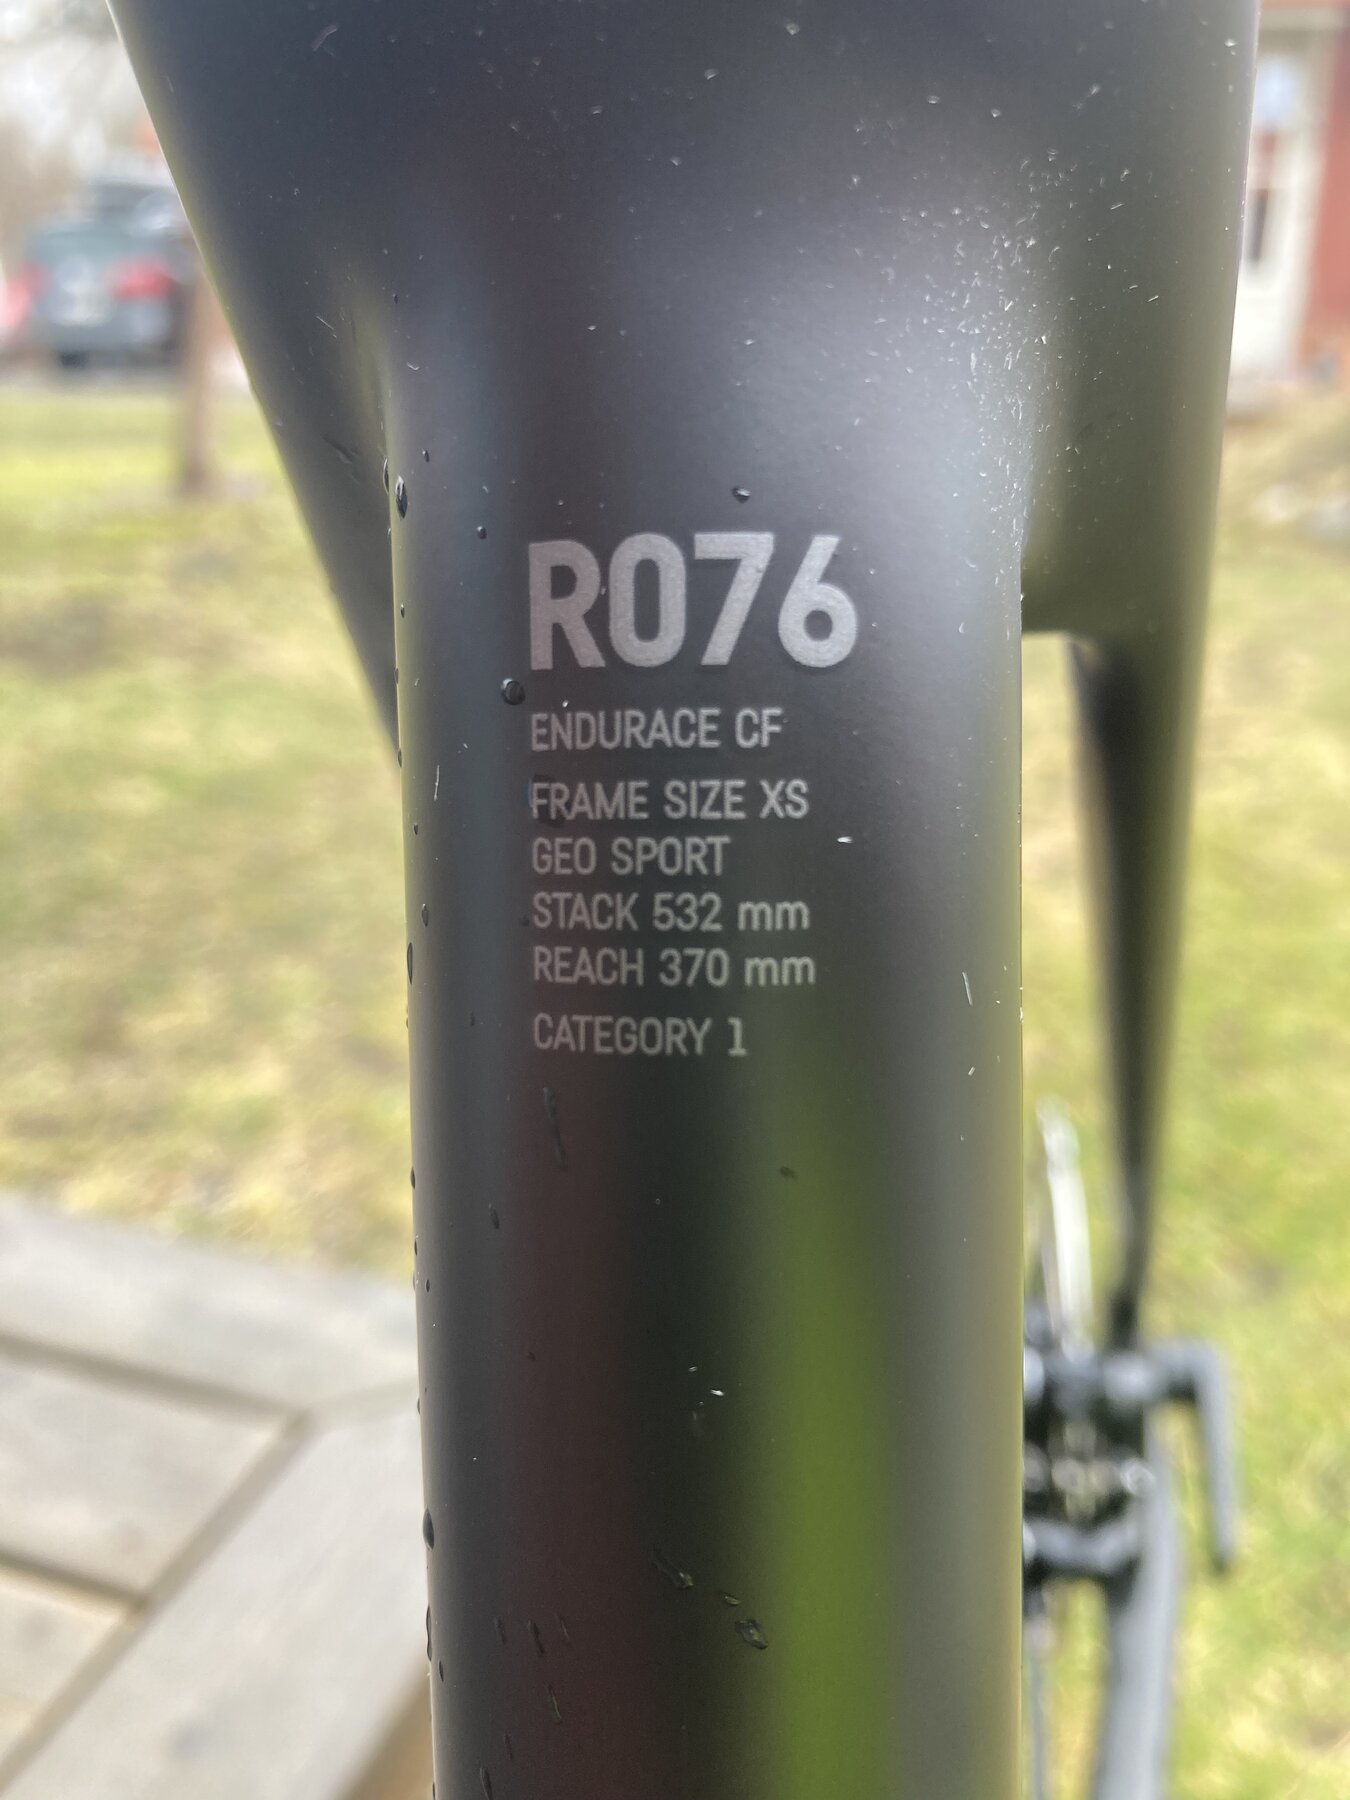 R076
ENDURACE CF
FRAME SIZE XS
GEO SPORT
STACK 532 mm
REACH 370 mm
CATEGORY 1